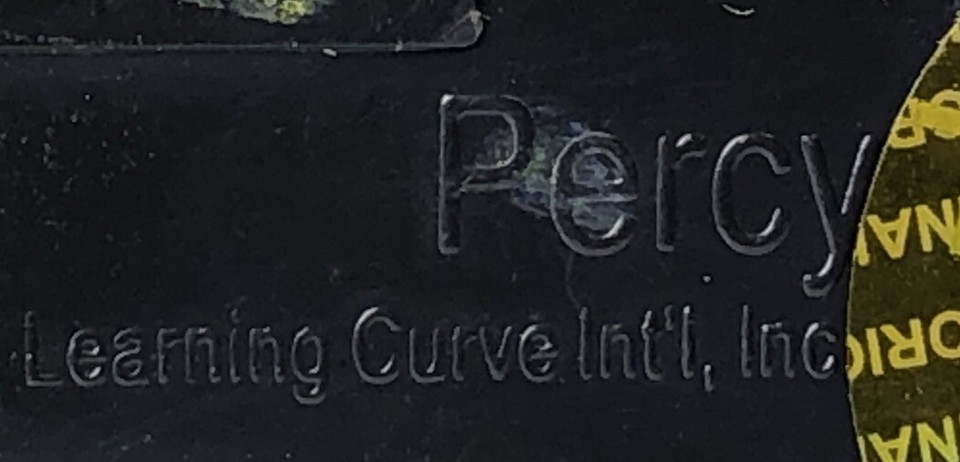 Percy
Learning Curve Int'l, Inc